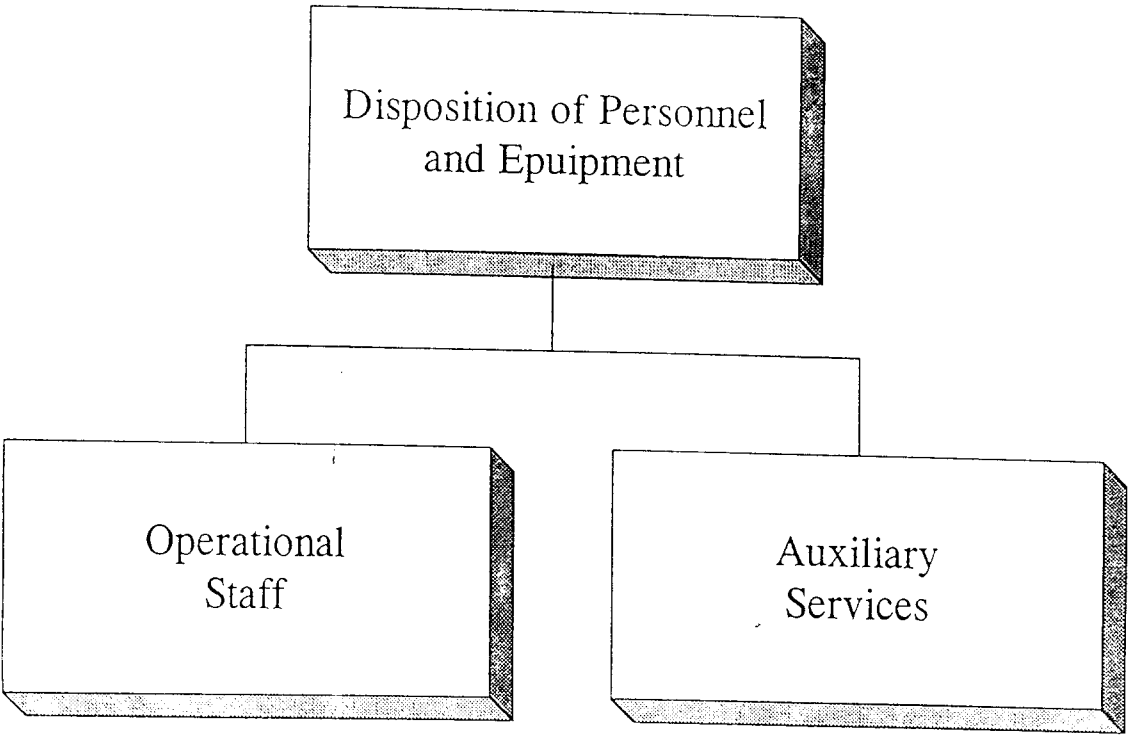 Disposition of Personnel
and Epuipment
Operational
Staff
Auxiliary
Services